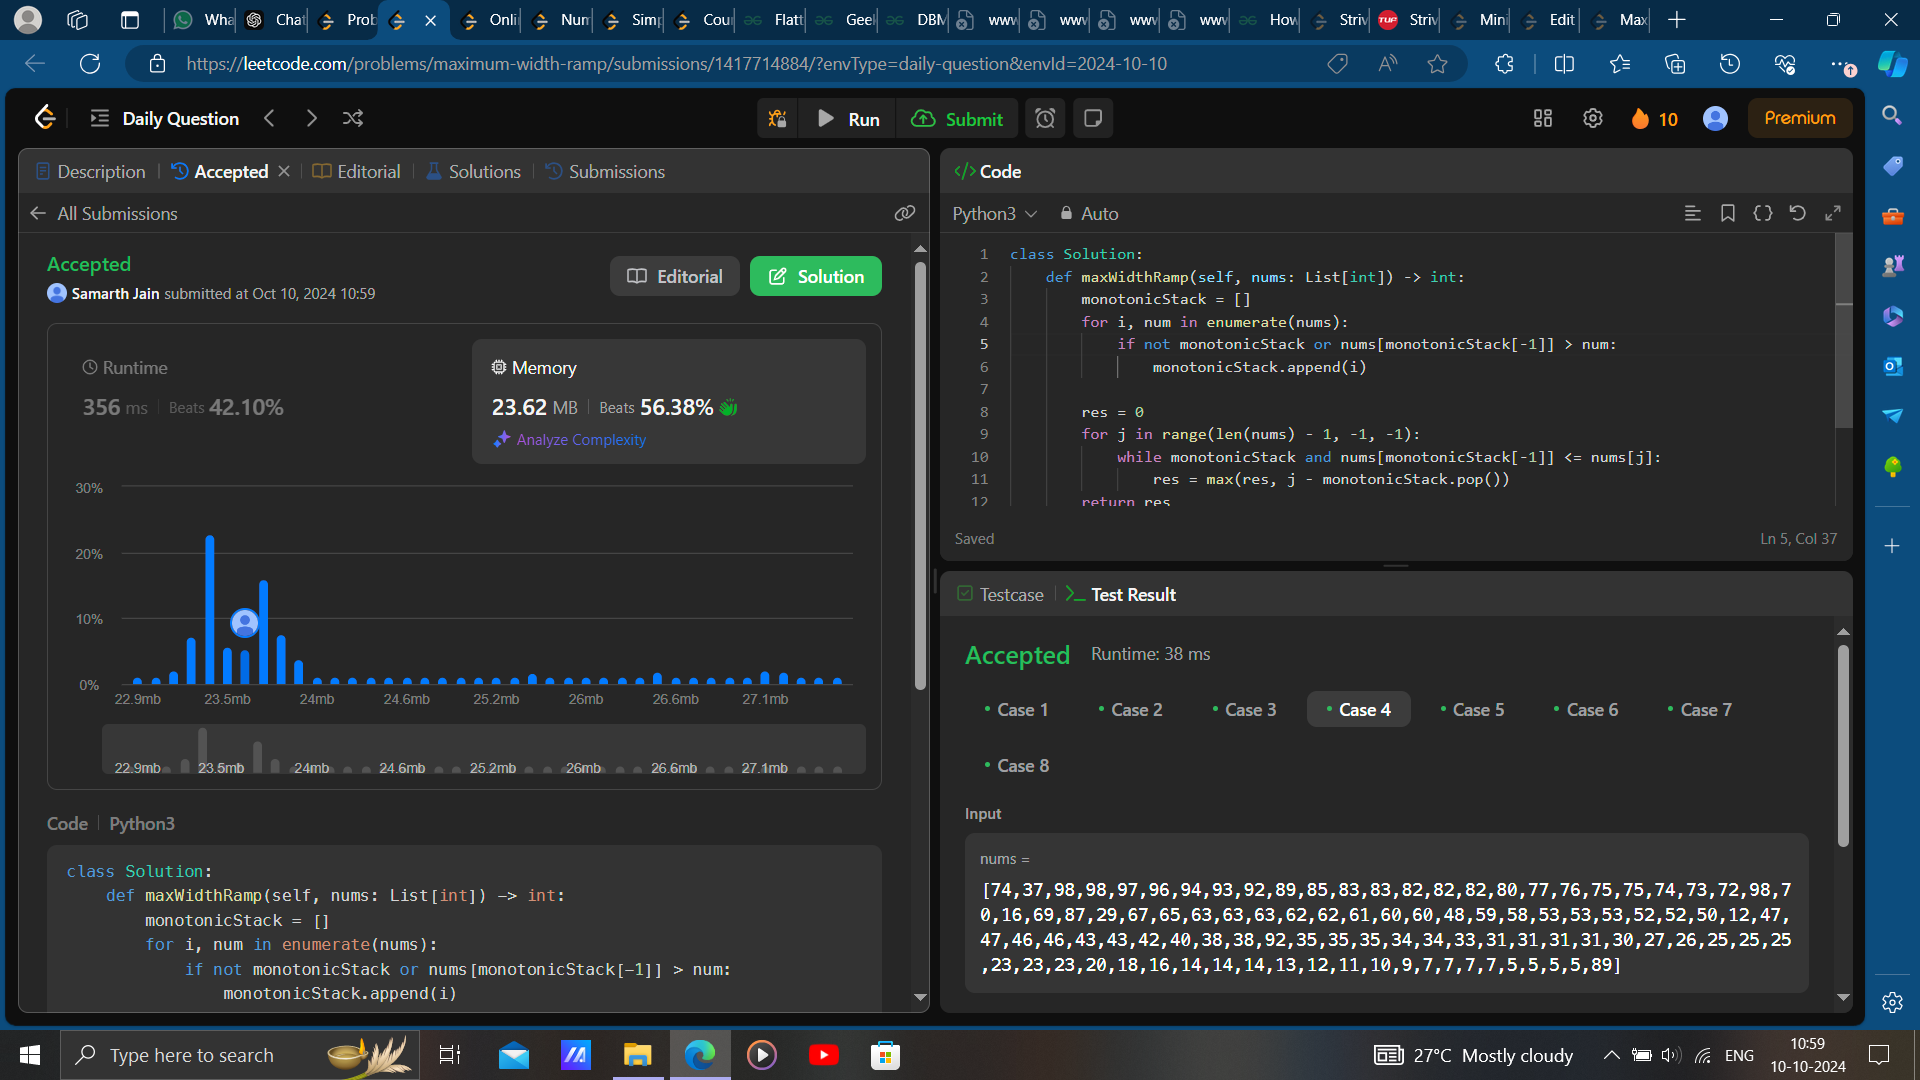 Wha
Chat
Prob
Onli
Num
Simp
Cour
Flatt
Geek
DBM
www
www
www
www
How
Striv
TUF
Striv
Mini
Edit
Max
https://leetcode.com/problems/maximum-width-ramp/submissions/1417714884/?envType=daily-question&envId=2024-10-10
Daily Question
Run
Submit
10
Premium
Description
Accepted
Editorial
Solutions
Submissions
All Submissions
Accepted
Samarth Jain submitted at Oct 10, 2024 10:59
Editorial
Solution
Runtime
356 ms
Beats 42.10%
Memory
23.62 MB
Beats 56.38%
Analyze Complexity
30%
20%
10%
0%
22.9mb 23.5mb 24mb 24.6mb 25.2mb 26mb 26.6mb 27.1mb
22.9mb 23.5mb 24mb 24.6mb 25.2mb 26mb 26.6mb 27.1mb
Code
Python3
class Solution:
def maxWidthRamp(self, nums: List[int]) -> int:
monotonicStack = []
for i, num in enumerate(nums):
if not monotonicStack or nums[monotonicStack[-1]] > num:
monotonicStack.append(i)
</> Code
Python3
Auto
1 class Solution:
2 def maxWidthRamp(self, nums: List[int]) -> int:
3 monotonicStack = []
4 for i, num in enumerate(nums):
5 if not monotonicStack or nums[monotonicStack[-1]] > num:
6 monotonicStack.append(i)
7
8 res = 0
9 for j in range(len(nums) - 1, -1, -1):
10 while monotonicStack and nums[monotonicStack[-1]] <= nums[j]:
11 res = max(res, j - monotonicStack.pop())
12 return res
Saved
Ln 5, Col 37
Testcase
Test Result
Accepted
Runtime: 38 ms
Case 1
Case 2
Case 3
Case 4
Case 5
Case 6
Case 7
Case 8
Input
nums =
[74,37,98,98,97,96,94,93,92,89,85,83,83,82,82,82,80,77,76,75,75,74,73,72,98,7
0,16,69,87,29,67,65,63,63,63,62,62,61,60,60,48,59,58,53,53,53,52,52,50,12,47,
47,46,46,43,43,42,40,38,38,92,35,35,35,34,34,33,31,31,31,31,30,27,26,25,25,25
,23,23,23,20,18,16,14,14,14,13,12,11,10,9,7,7,7,7,5,5,5,5,89]
Type here to search
27°C Mostly cloudy
ENG
10:59
10-10-2024